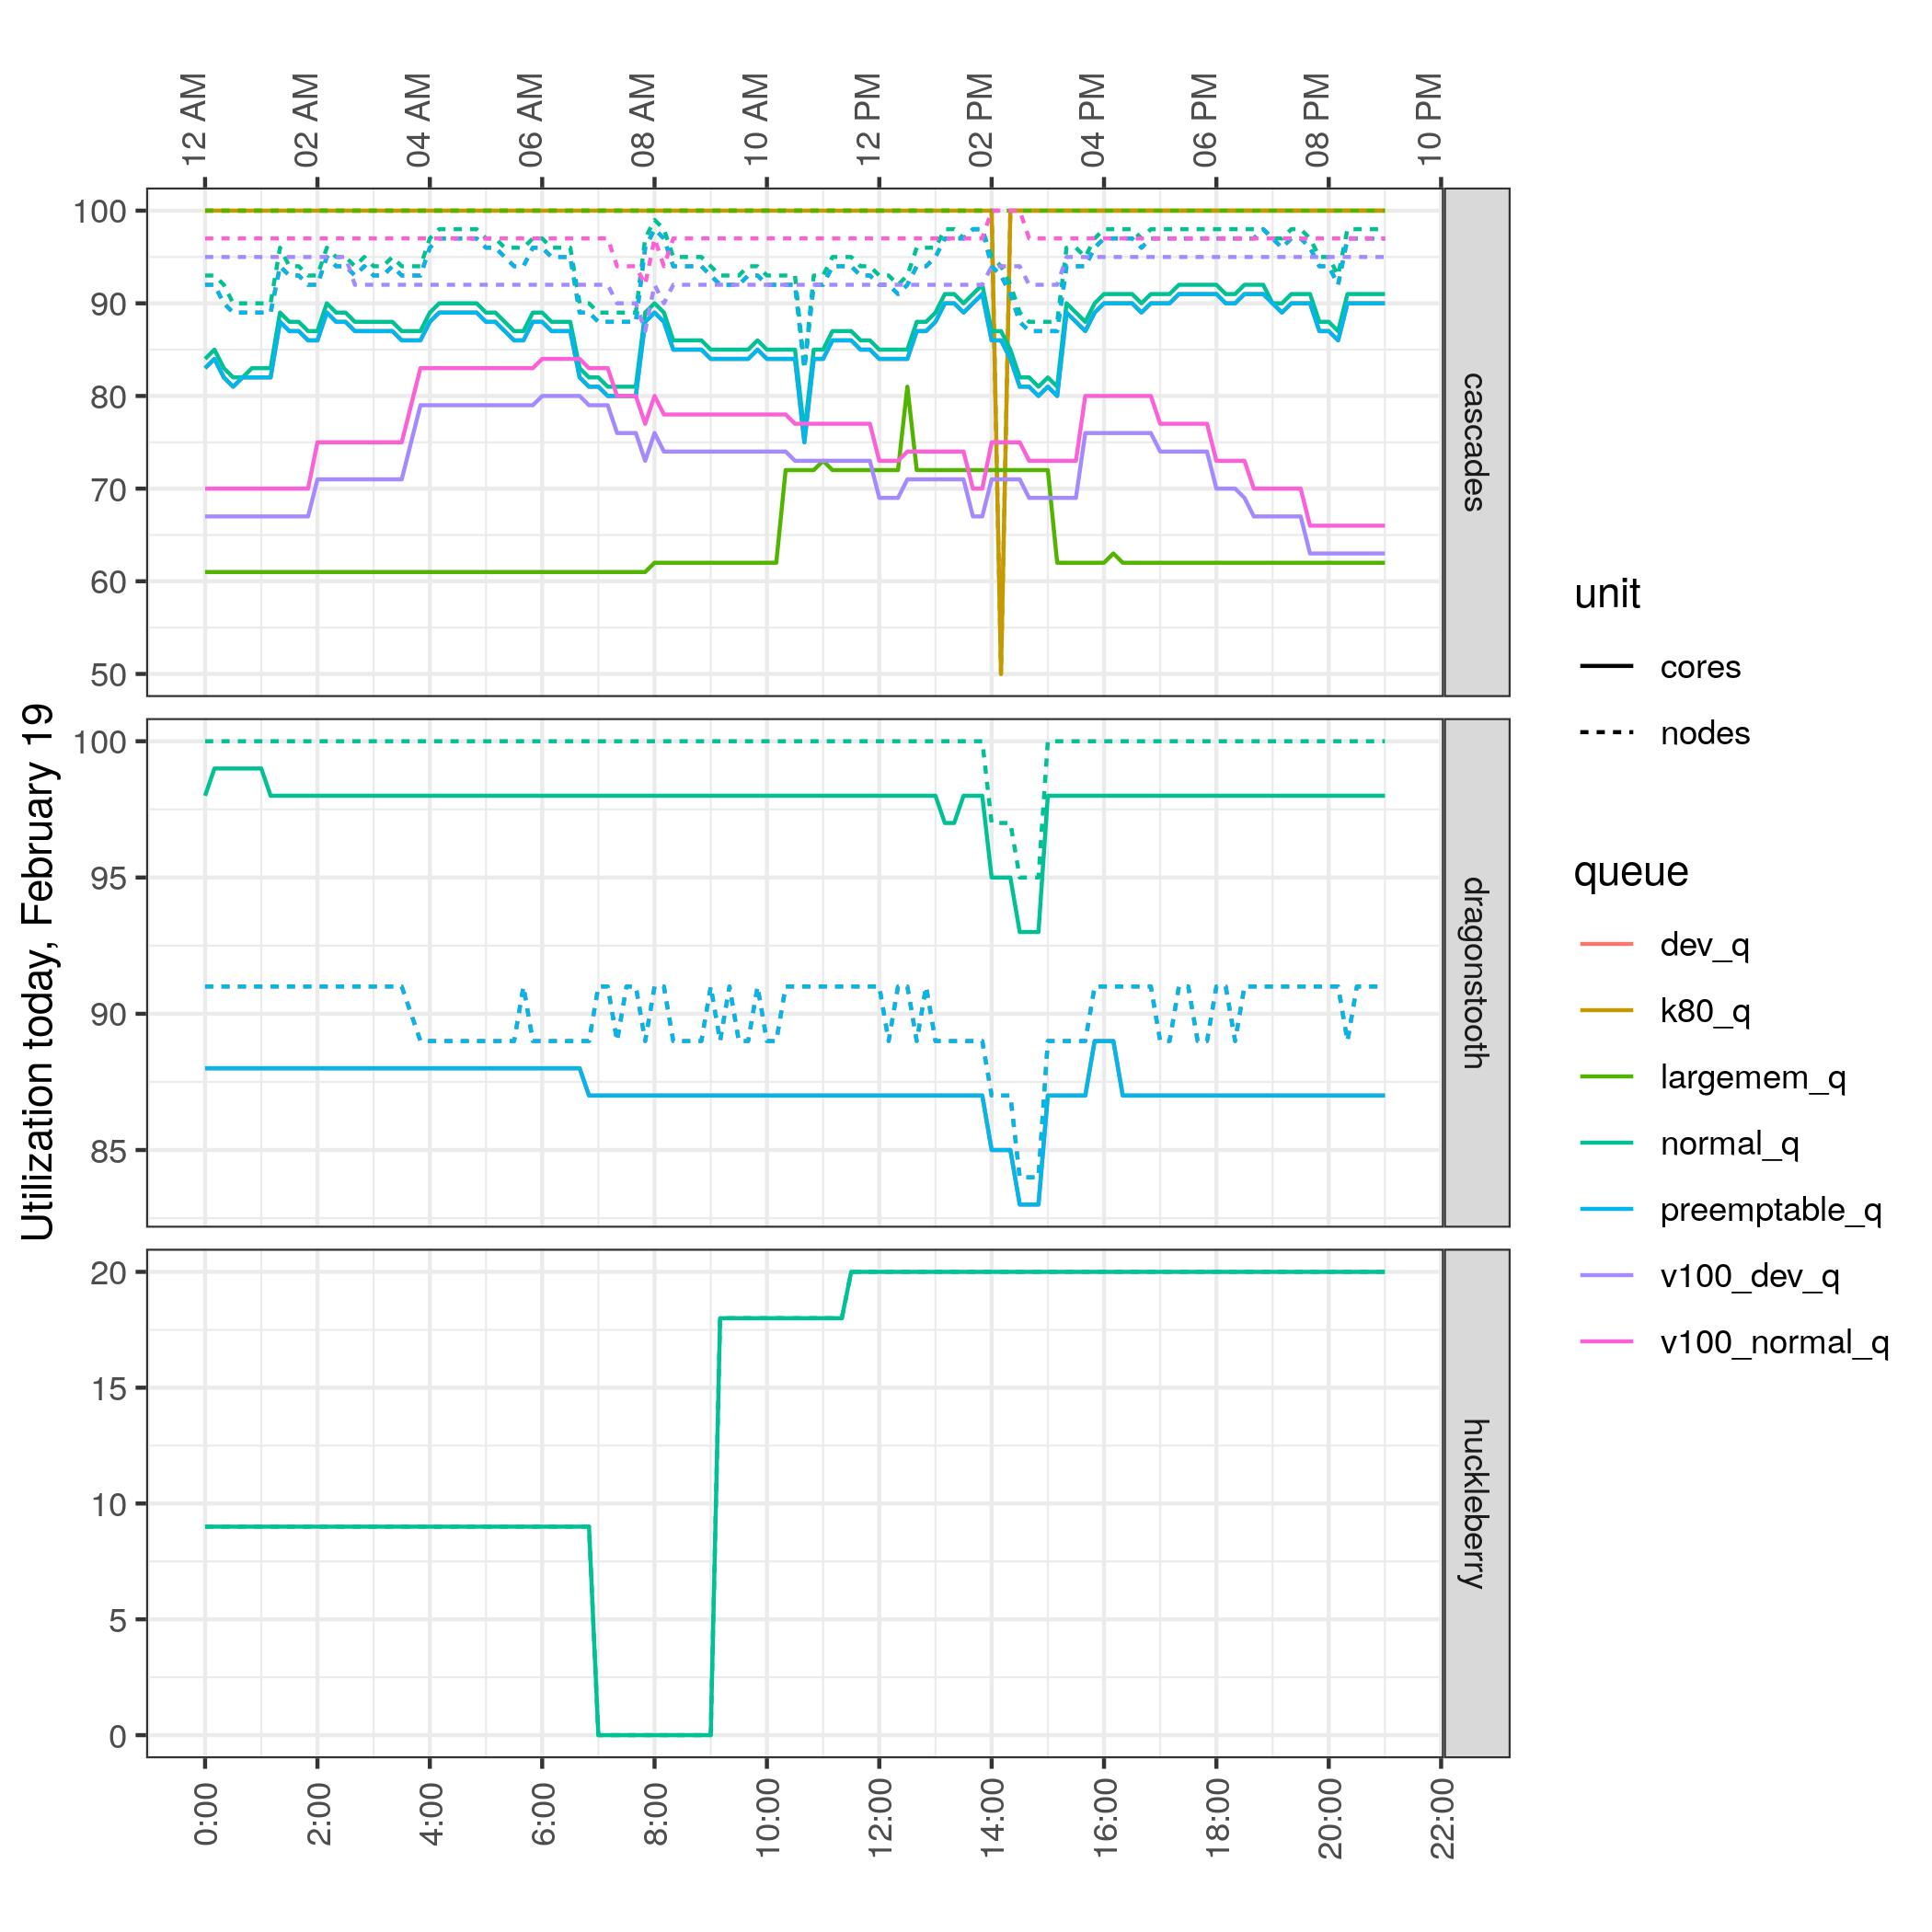 12 AM
02 AM
04 AM
06 AM
08 AM
10 AM
12 PM
02 PM
04 PM
06 PM
08 PM
10 PM
Utilization today, February 19
100
90
80
70
60
50
cascades
100
95
90
85
dragonstooth
20
15
10
5
0
huckleberry
0:00
2:00
4:00
6:00
8:00
10:00
12:00
14:00
16:00
18:00
20:00
22:00
unit
cores
nodes
queue
dev_q
k80_q
largemem_q
normal_q
preemptable_q
v100_dev_q
v100_normal_q